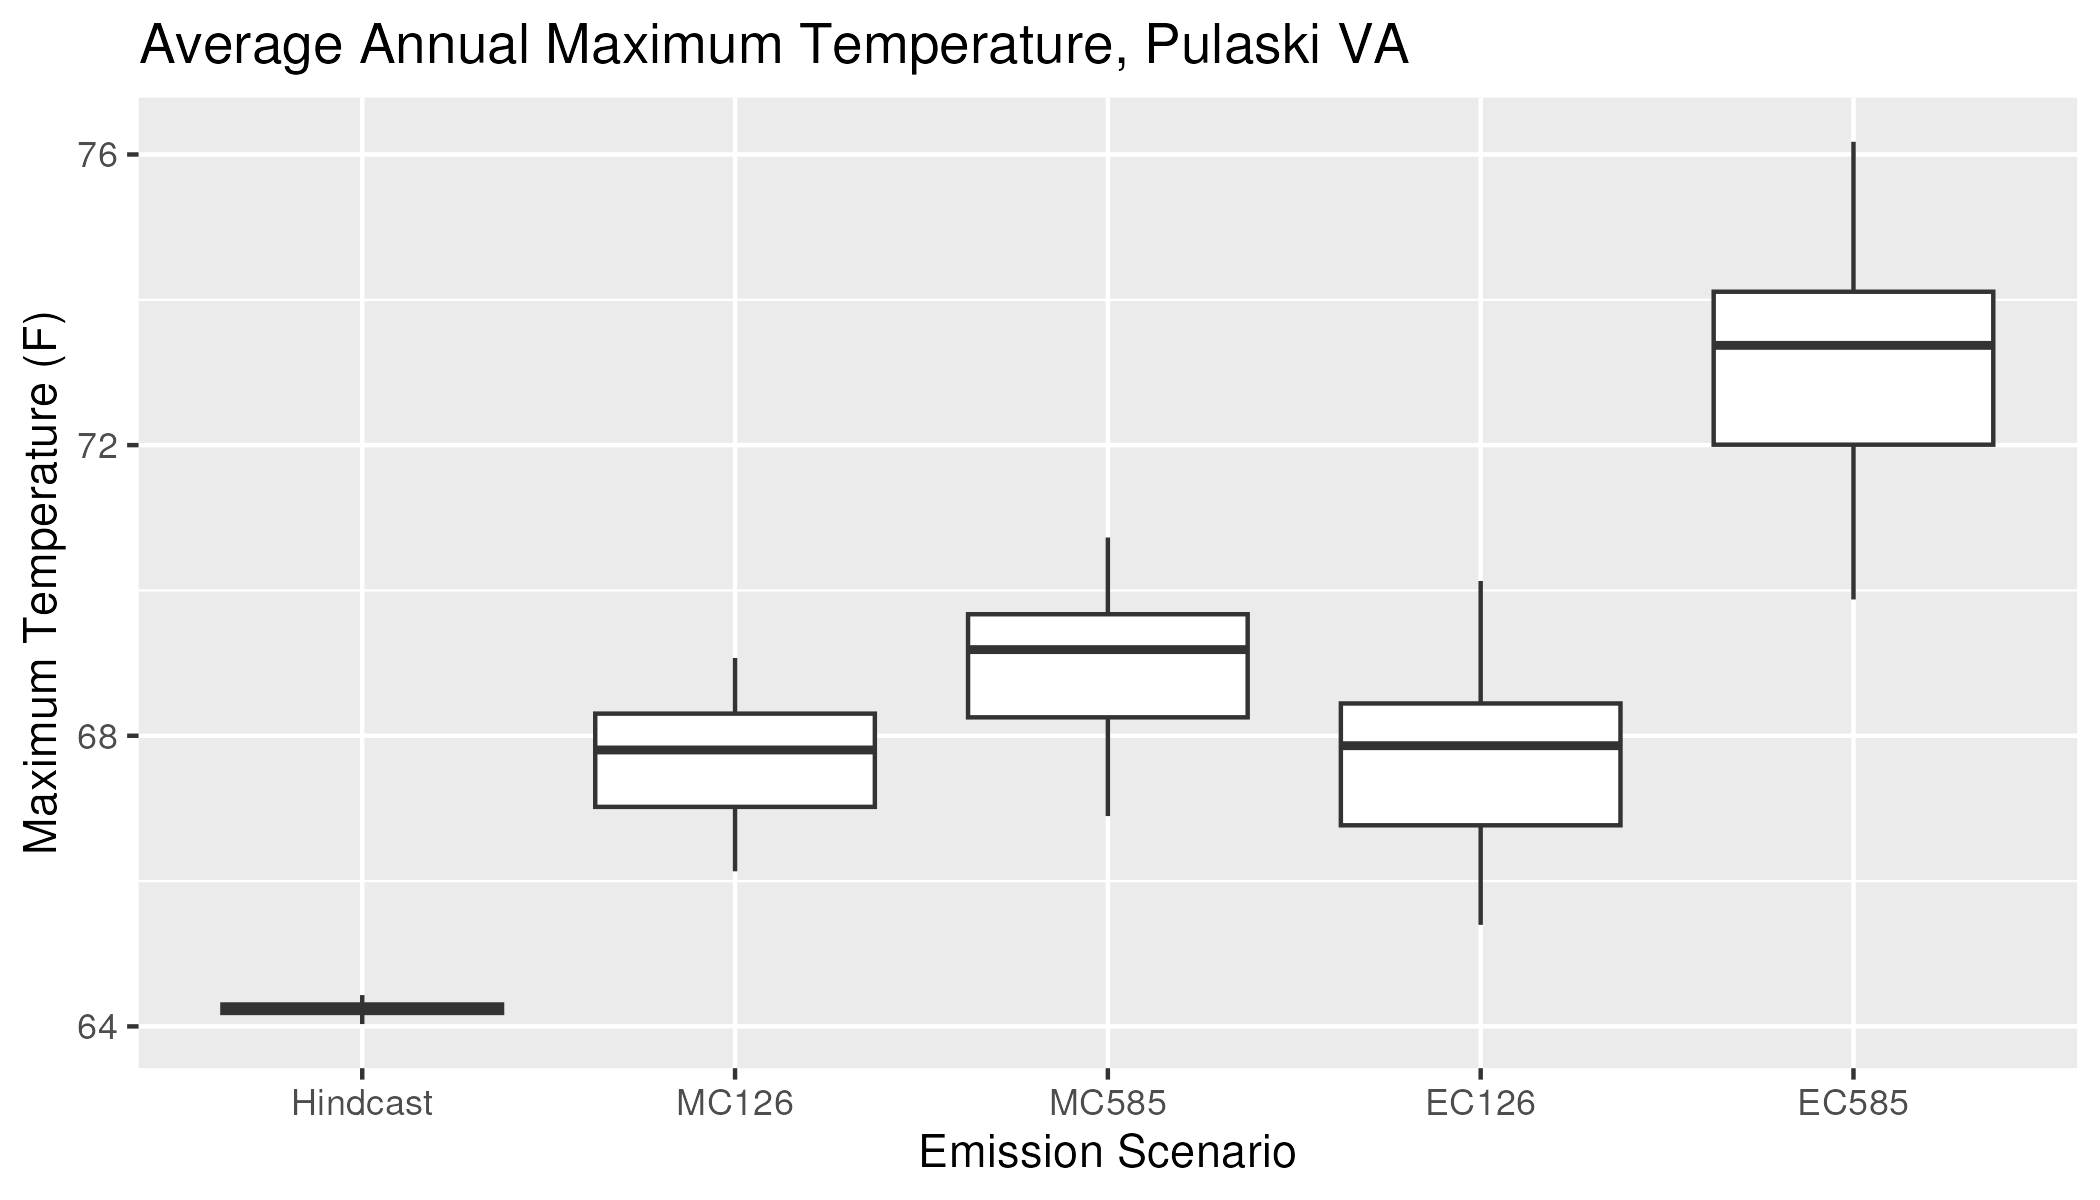 Average Annual Maximum Temperature, Pulaski VA
Maximum Temperature (F)
76
72
68
64
Hindcast MC126 MC585 EC126 EC585
Emission Scenario